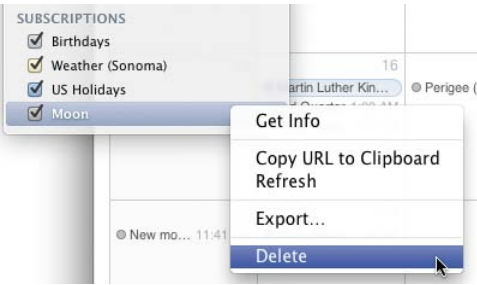 SUBSCRIPTIONS
Birthdays
Weather (Sonoma)
US Holidays
Moon
16
artin Luther Kin...
Perigee (
Quarter
Get Info
Copy URL to Clipboard
Refresh
Export...
New mo... 11:41
Delete